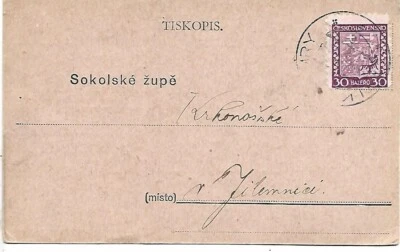 TISKOPIS.
ČESKOSLOVENSKO
30 HALÉŘŮ 30
Sokolské župě
Krkonošské
(místo) v Jilemnici.